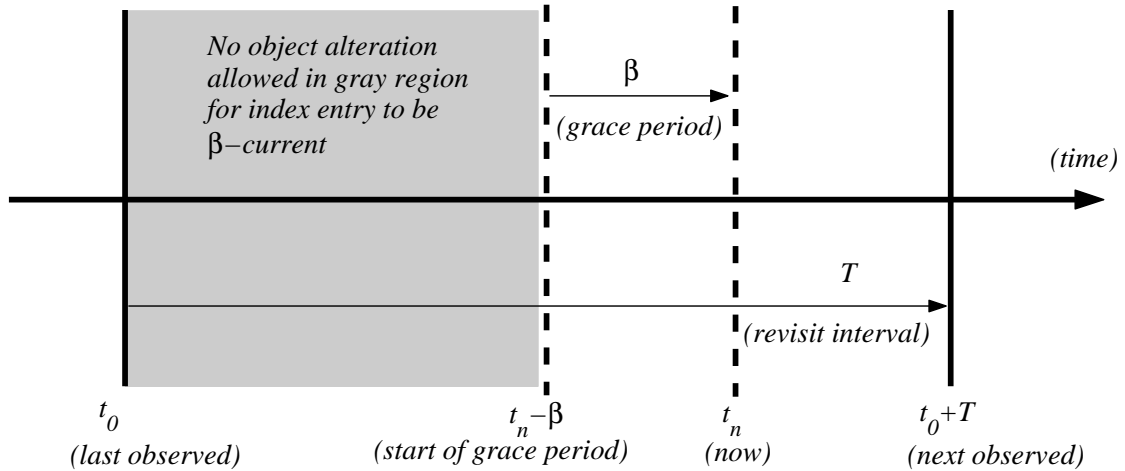 No object alteration
allowed in gray region
for index entry to be
β–current
β
(grace period)
(time)
T
(revisit interval)
t0
(last observed)
tn–β
(start of grace period)
tn
(now)
t0+T
(next observed)